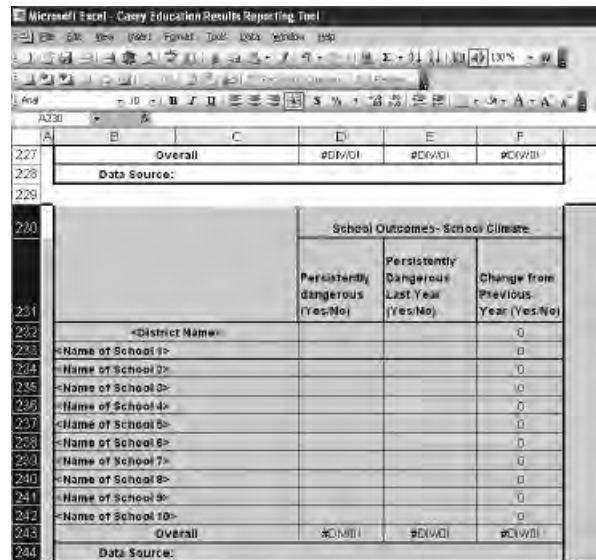 Microsoft Excel - Casey Education Results Reporting Tool
File Edit View Insert Format Tools Data Window Help
100%
Arial 10 B I U $ %
A230 fx
A B C D E F
227 Overall #DIV/0! #DIV/0! #DIV/0!
228 Data Source:
229
230 School Outcomes- School Climate
231 Persistently dangerous (Yes/No) Persistently Dangerous Last Year (Yes/No) Change from Previous Year (Yes/No)
232 <District Name> 0
233 <Name of School 1> 0
234 <Name of School 2> 0
235 <Name of School 3> 0
236 <Name of School 4> 0
237 <Name of School 5> 0
238 <Name of School 6> 0
239 <Name of School 7> 0
240 <Name of School 8> 0
241 <Name of School 9> 0
242 <Name of School 10> 0
243 Overall #DIV/0! #DIV/0! #DIV/0!
244 Data Source: